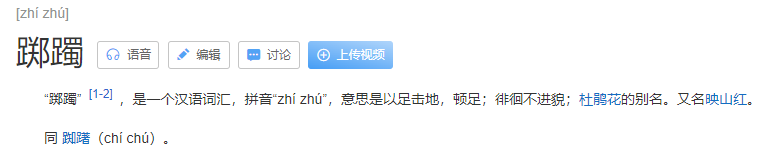 [zhí zhú]
踯躅 语音 编辑 讨论 上传视频
“踯躅” [1-2] ，是一个汉语词汇，拼音“zhí zhú”，意思是以足击地，顿足；徘徊不进貌；杜鹃花的别名。又名映山红。
同 踟躇（chí chú）。